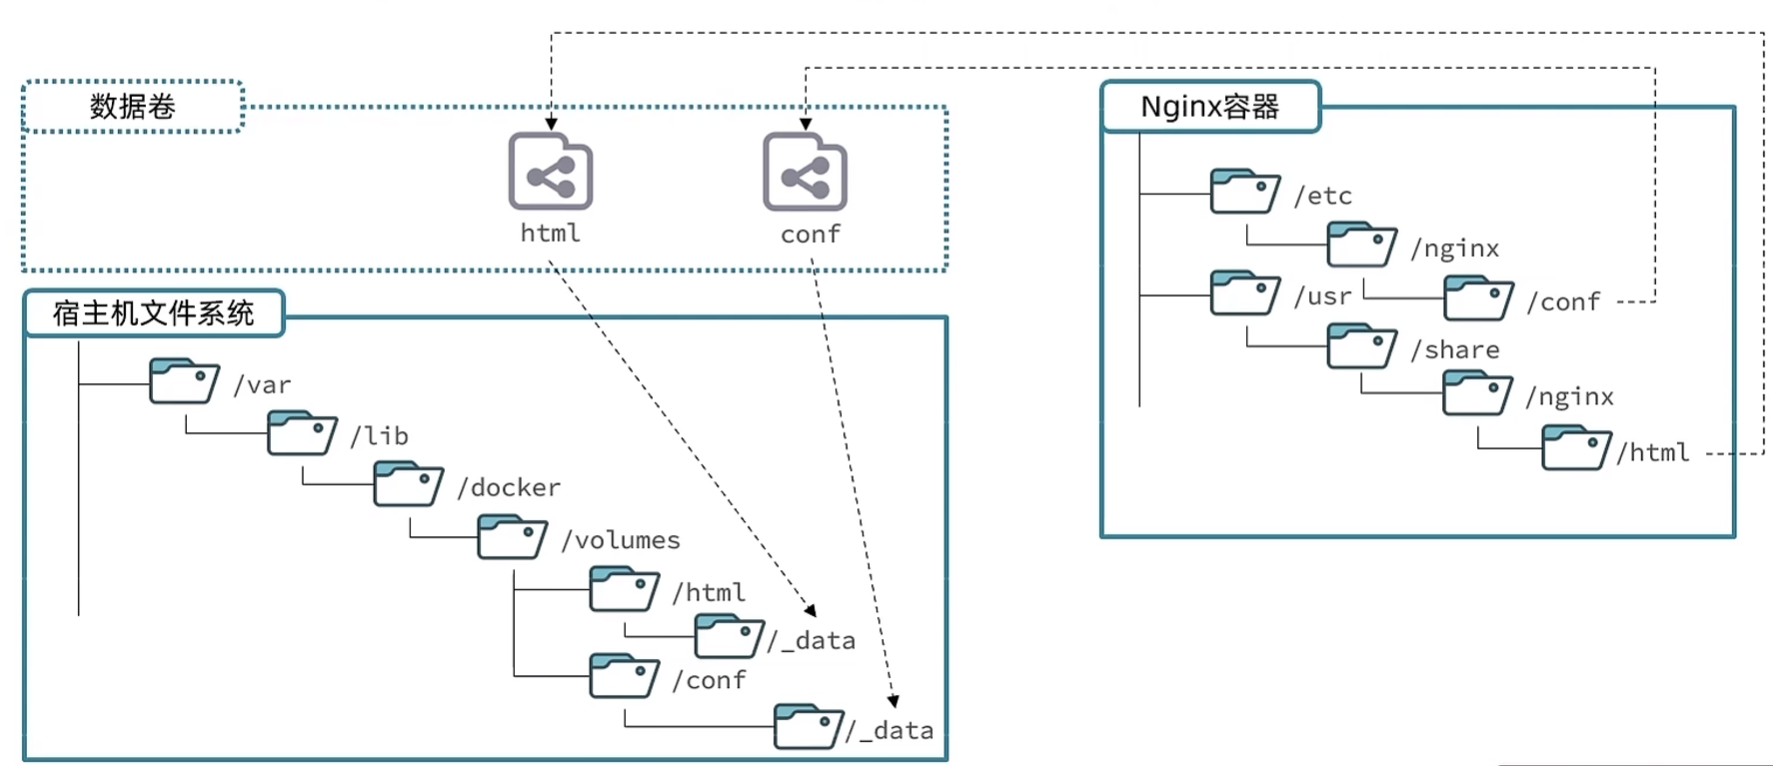 数据卷
html
conf
宿主机文件系统
/var
/lib
/docker
/volumes
/html
/_data
/conf
/_data
Nginx容器
/etc
/nginx
/conf
/usr
/share
/nginx
/html